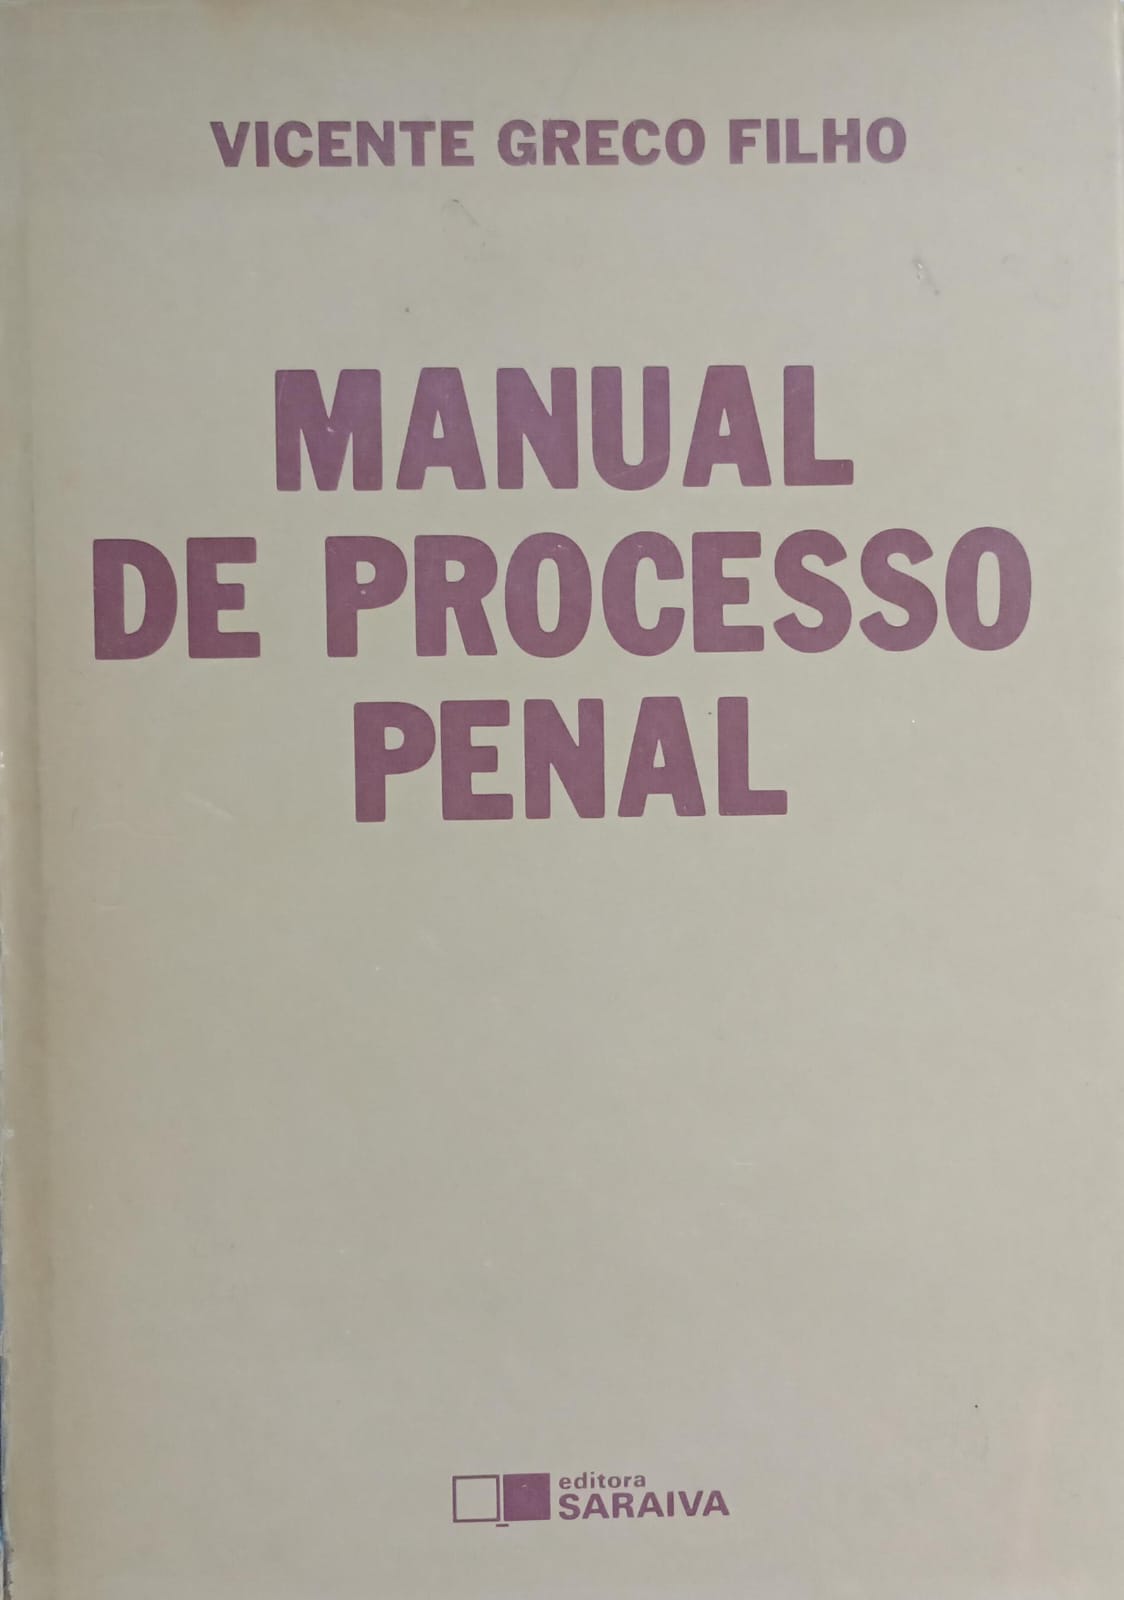 VICENTE GRECO FILHO
MANUAL
DE PROCESSO
PENAL
editora
SARAIVA